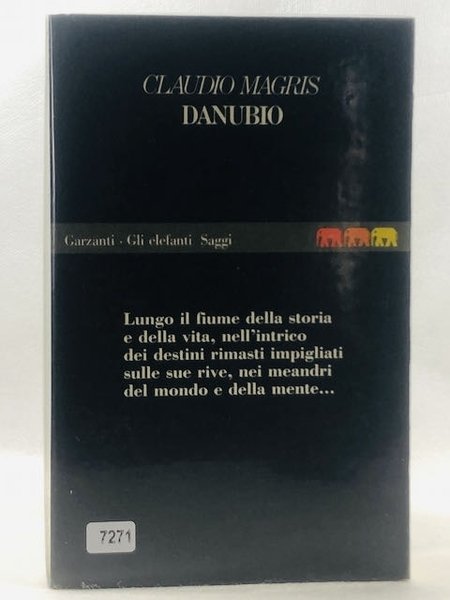 CLAUDIO MAGRIS
DANUBIO
Garzanti · Gli elefanti Saggi
Lungo il fiume della storia
e della vita, nell'intrico
dei destini rimasti impigliati
sulle sue rive, nei meandri
del mondo e della mente...
7271